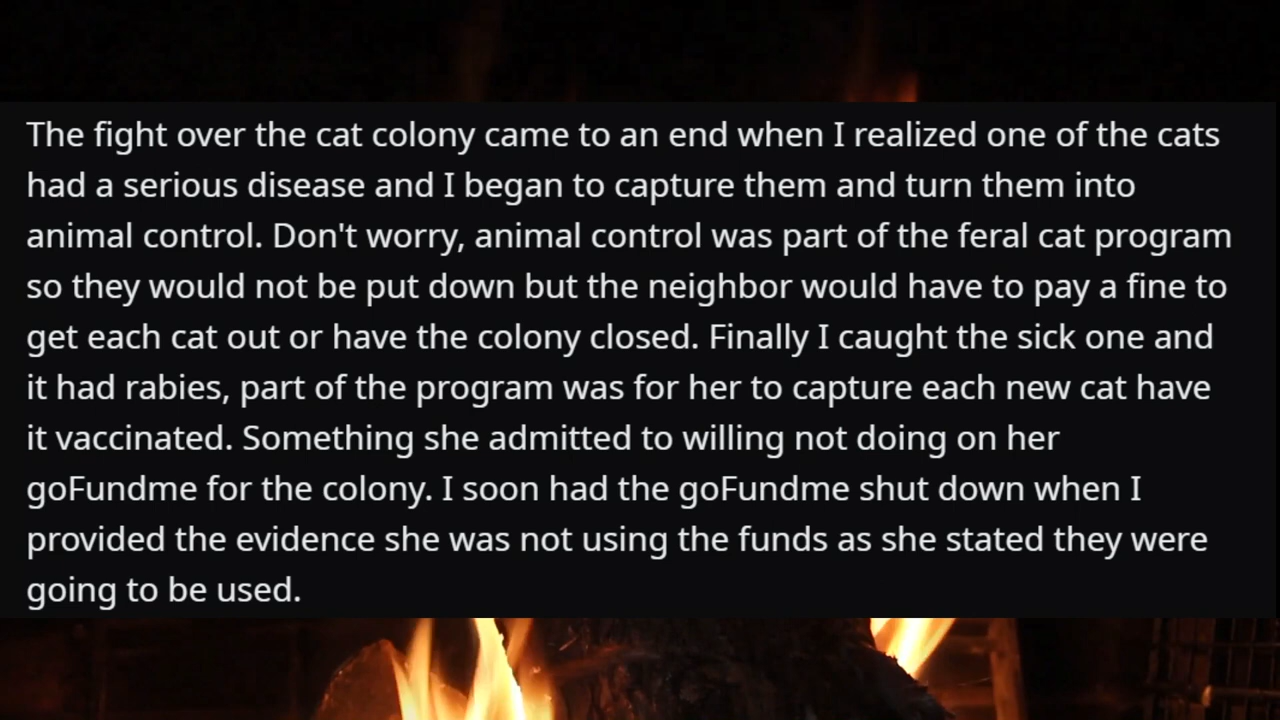 The fight over the cat colony came to an end when I realized one of the cats
had a serious disease and I began to capture them and turn them into
animal control. Don't worry, animal control was part of the feral cat program
so they would not be put down but the neighbor would have to pay a fine to
get each cat out or have the colony closed. Finally I caught the sick one and
it had rabies, part of the program was for her to capture each new cat have
it vaccinated. Something she admitted to willing not doing on her
goFundme for the colony. I soon had the goFundme shut down when I
provided the evidence she was not using the funds as she stated they were
going to be used.